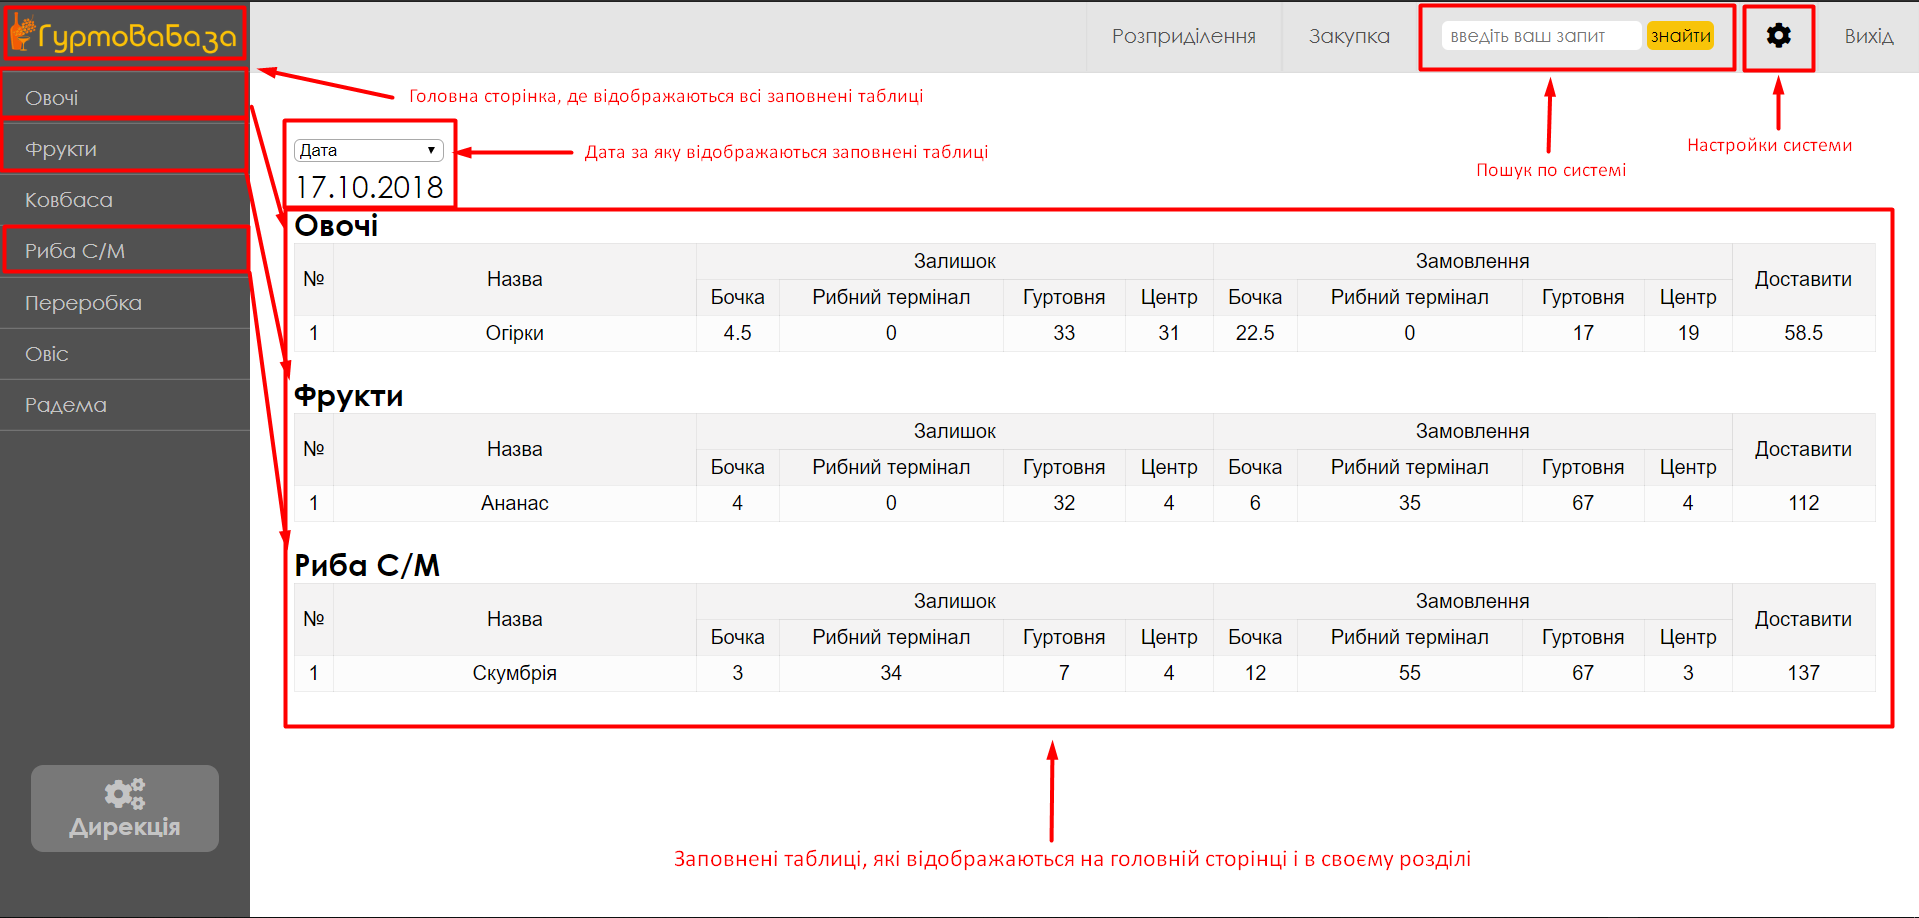 ГуртоваБаза
Розприділення
Закупка
введіть ваш запит
знайти
Вихід
Овочі
Фрукти
Ковбаса
Риба С/М
Переробка
Овіс
Радема
Дирекція
Головна сторінка, де відображаються всі заповнені таблиці
Дата за яку відображаються заповнені таблиці
Пошук по системі
Настройки системи
Дата
17.10.2018
Овочі
№ Назва Залишок Замовлення Доставити
Бочка Рибний термінал Гуртовня Центр Бочка Рибний термінал Гуртовня Центр
1 Огірки 4.5 0 33 31 22.5 0 17 19 58.5
Фрукти
№ Назва Залишок Замовлення Доставити
Бочка Рибний термінал Гуртовня Центр Бочка Рибний термінал Гуртовня Центр
1 Ананас 4 0 32 4 6 35 67 4 112
Риба С/М
№ Назва Залишок Замовлення Доставити
Бочка Рибний термінал Гуртовня Центр Бочка Рибний термінал Гуртовня Центр
1 Скумбрія 3 34 7 4 12 55 67 3 137
Заповнені таблиці, які відображаються на головній сторінці і в своєму розділі